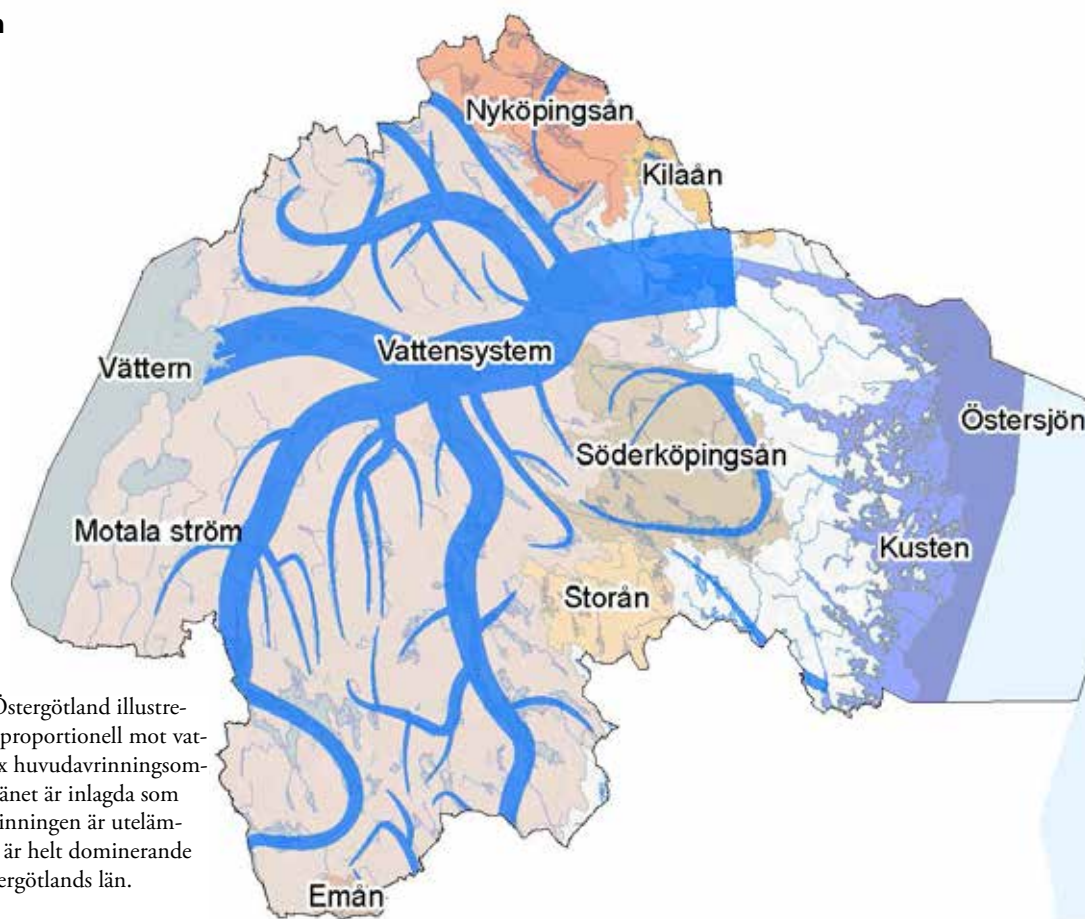 Nyköpingsån
Kilaån
Vättern
Vattensystem
Östersjön
Söderköpingsån
Motala ström
Kusten
Storån
Östergötland illustre-
proportionell mot vat-
x huvudavrinningsom-
änet är inlagda som
inningen är uteläm-
är helt dominerande
ergötlands län.
Emån